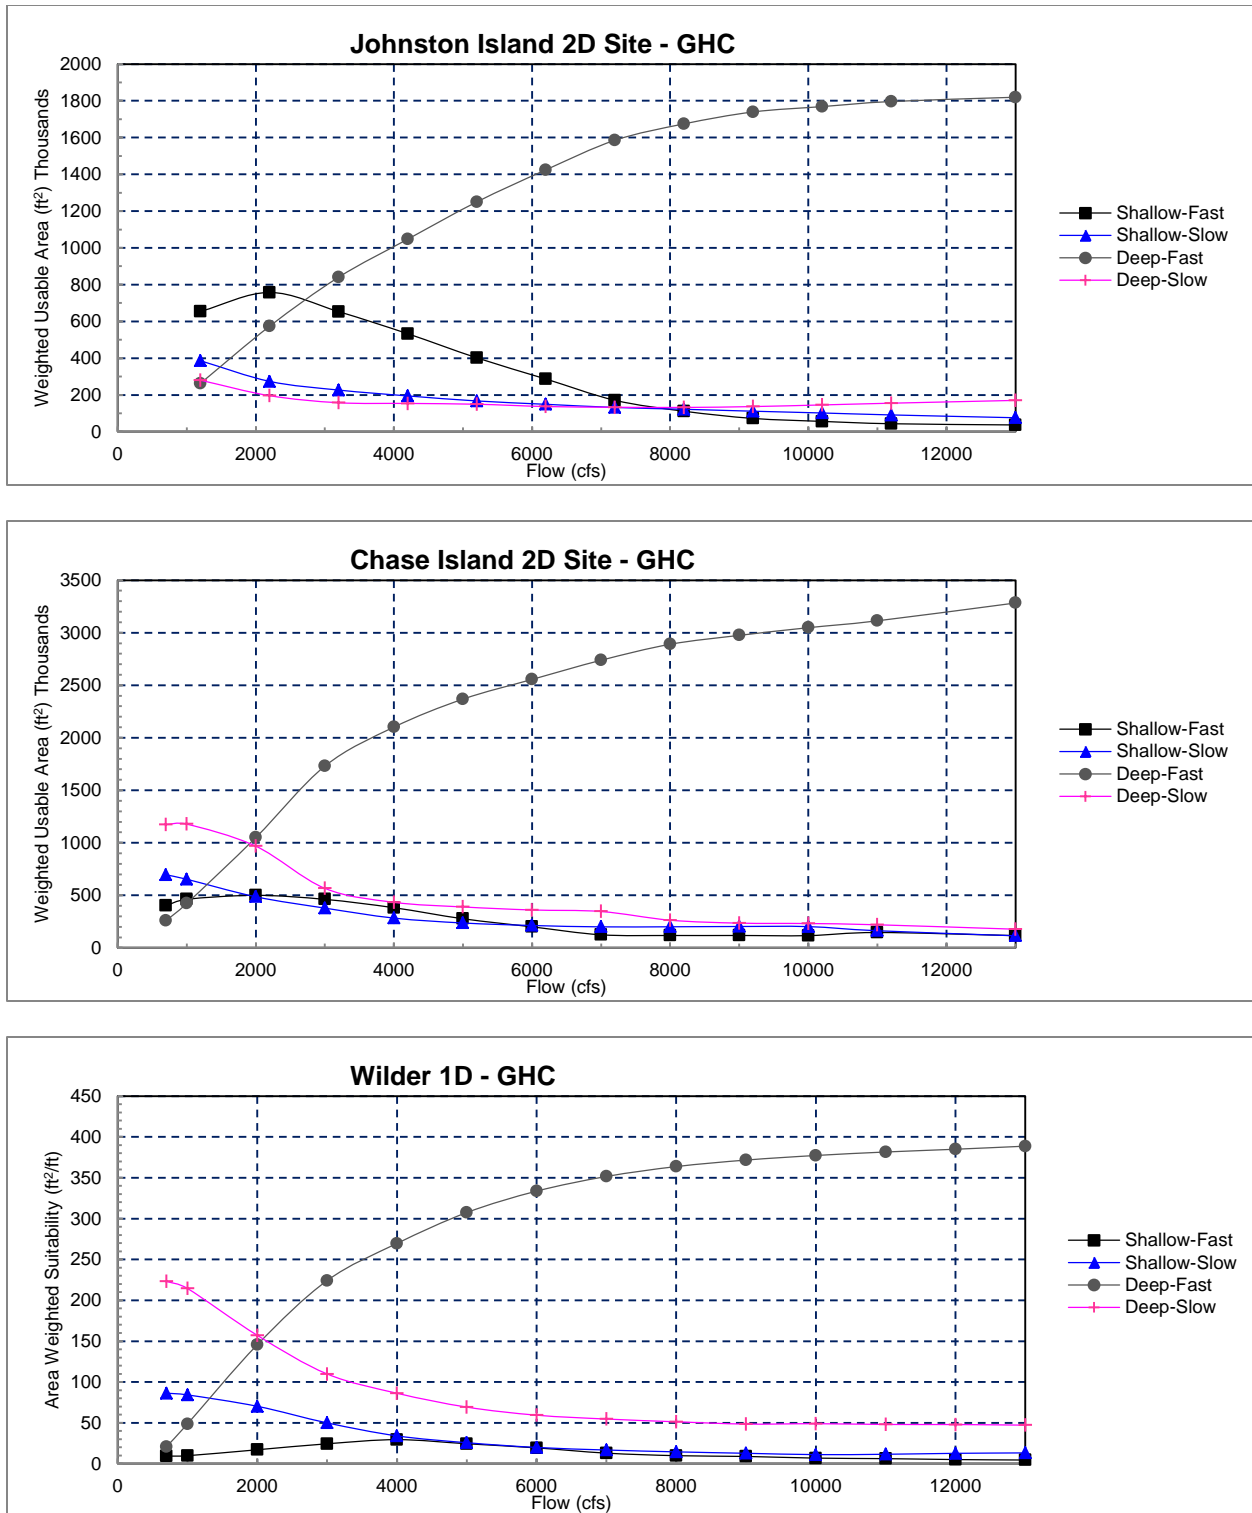 Johnston Island 2D Site - GHC
2000
1800
1600
1400
1200
1000
800
600
400
200
0
Weighted Usable Area (ft²) Thousands
0 2000 4000 6000 8000 10000 12000
Flow (cfs)
Shallow-Fast
Shallow-Slow
Deep-Fast
Deep-Slow
Chase Island 2D Site - GHC
3500
3000
2500
2000
1500
1000
500
0
Weighted Usable Area (ft²) Thousands
0 2000 4000 6000 8000 10000 12000
Flow (cfs)
Shallow-Fast
Shallow-Slow
Deep-Fast
Deep-Slow
Wilder 1D - GHC
450
400
350
300
250
200
150
100
50
0
Area Weighted Suitability (ft²/ft)
0 2000 4000 6000 8000 10000 12000
Flow (cfs)
Shallow-Fast
Shallow-Slow
Deep-Fast
Deep-Slow